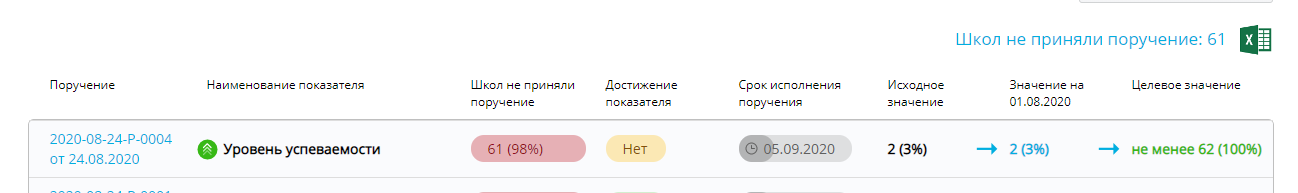 Школ не приняли поручение: 61
Поручение Наименование показателя Школ не приняли Достижение Срок исполнения Исходное Значение на Целевое значение
поручение показателя поручения значение 01.08.2020
2020-08-24-Р-0004
от 24.08.2020
Уровень успеваемости 61 (98%) Нет 05.09.2020 2 (3%) 2 (3%) не менее 62 (100%)